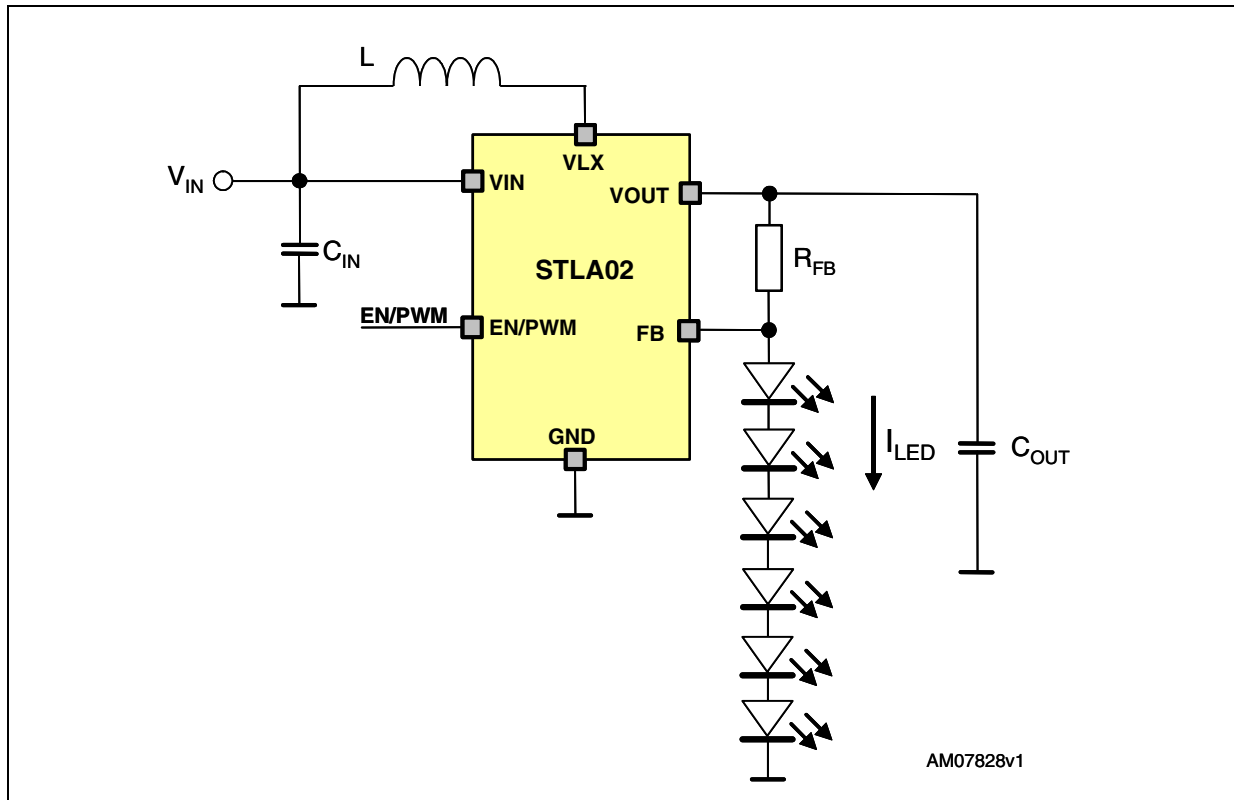 L
VLX
VIN
VIN
VOUT
CIN
STLA02
RFB
EN/PWM
EN/PWM
FB
GND
ILED
COUT
AM07828v1